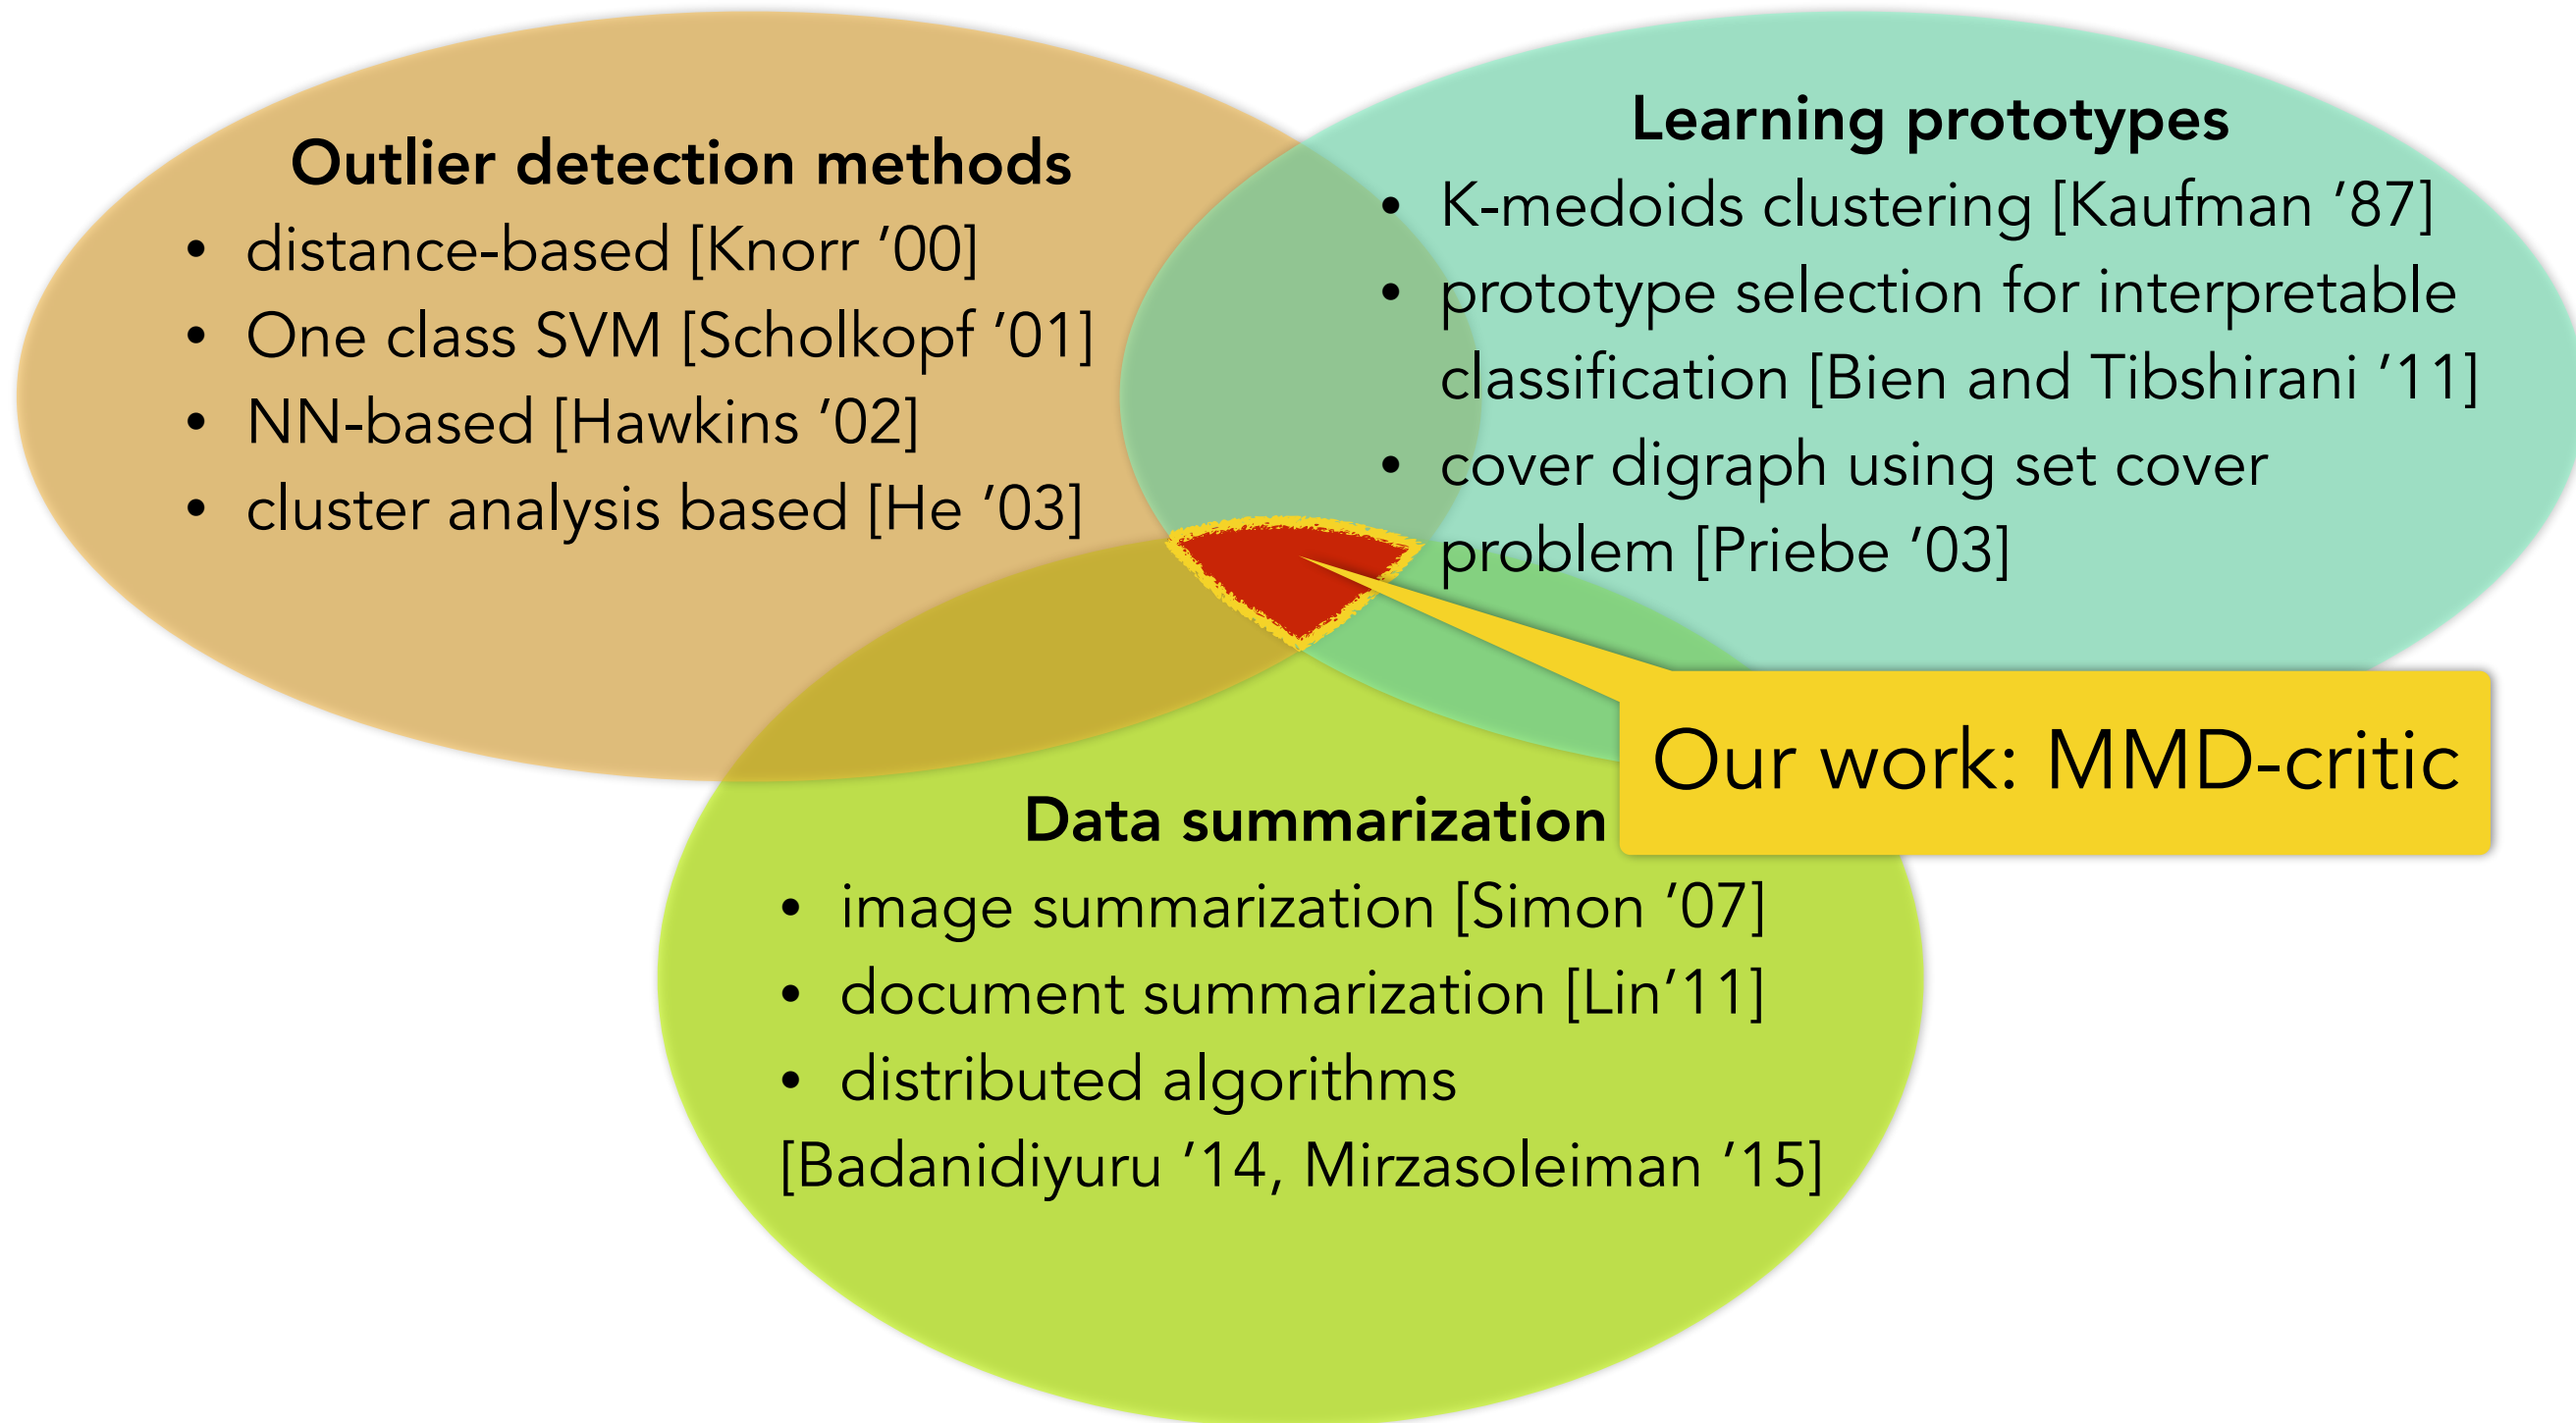 Outlier detection methods
• distance-based [Knorr ’00]
• One class SVM [Scholkopf ’01]
• NN-based [Hawkins ’02]
• cluster analysis based [He ’03]
Learning prototypes
• K-medoids clustering [Kaufman ’87]
• prototype selection for interpretable
classification [Bien and Tibshirani ’11]
• cover digraph using set cover
problem [Priebe ’03]
Our work: MMD-critic
Data summarization
• image summarization [Simon ’07]
• document summarization [Lin’11]
• distributed algorithms
[Badanidiyuru ’14, Mirzasoleiman ’15]